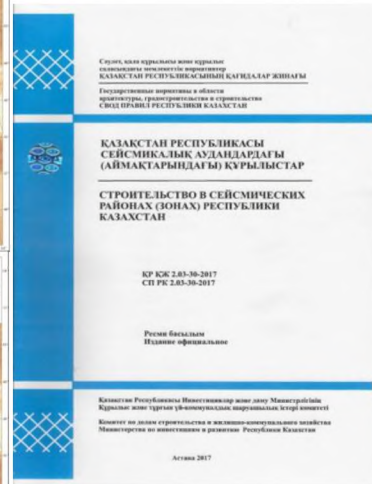 Сәулет, қала құрылысы және құрылыс
саласындағы мемлекеттік нормативтер
ҚАЗАҚСТАН РЕСПУБЛИКАСЫНЫҢ ҚАҒИДАЛАР ЖИНАҒЫ
Государственные нормативы в области
архитектуры, градостроительства и строительства
СВОД ПРАВИЛ РЕСПУБЛИКИ КАЗАХСТАН
ҚАЗАҚСТАН РЕСПУБЛИКАСЫ
СЕЙСМИКАЛЫҚ АУДАНДАРДАҒЫ
(АЙМАҚТАРЫНДАҒЫ) ҚҰРЫЛЫСТАР
СТРОИТЕЛЬСТВО В СЕЙСМИЧЕСКИХ
РАЙОНАХ (ЗОНАХ) РЕСПУБЛИКИ
КАЗАХСТАН
ҚР ҚЖ 2.03-30-2017
СП РК 2.03-30-2017
Ресми басылым
Издание официальное
Қазақстан Республикасы Инвестициялар және даму Министрлігінің
Құрылыс және тұрғын үй-коммуналдық шаруашылық істері комитеті
Комитет по делам строительства и жилищно-коммунального хозяйства
Министерства по инвестициям и развитию Республики Казахстан
Астана 2017